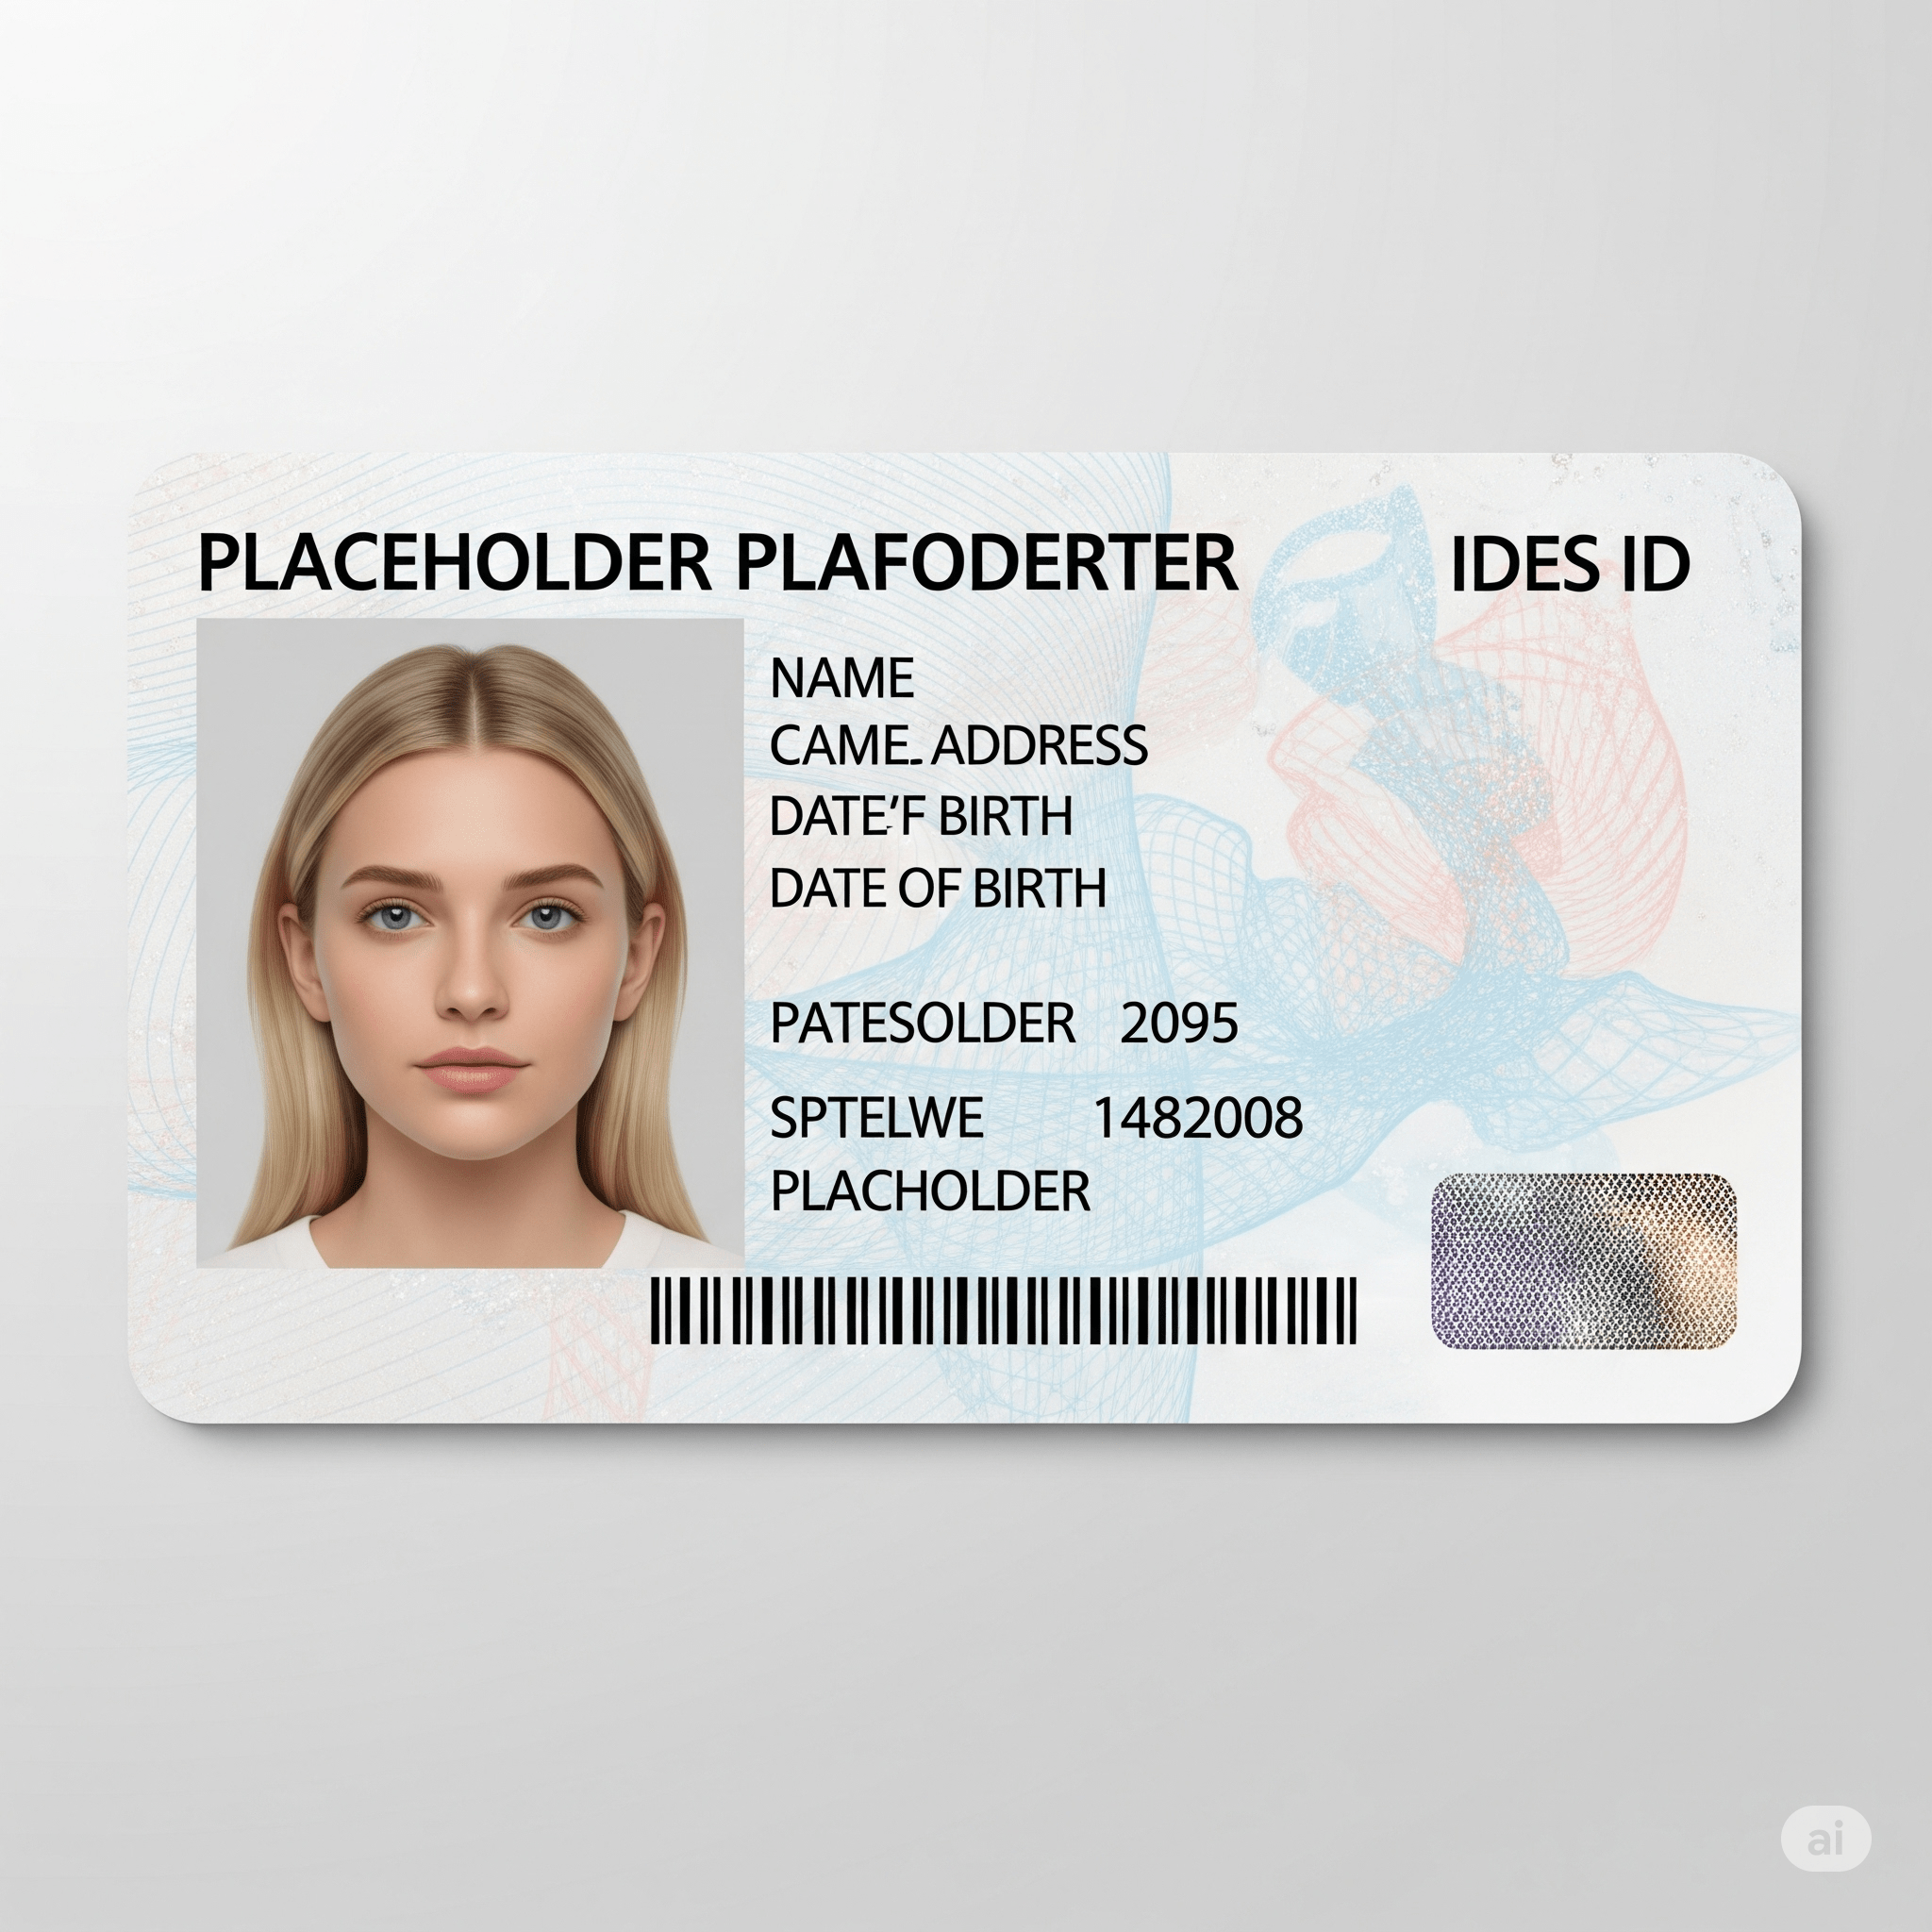 PLACEHOLDER PLAFODERTER IDES ID
NAME
CAME. ADDRESS
DATE'F BIRTH
DATE OF BIRTH
PATESOLDER 2095
SPTELWE 1482008
PLACHOLDER
ai